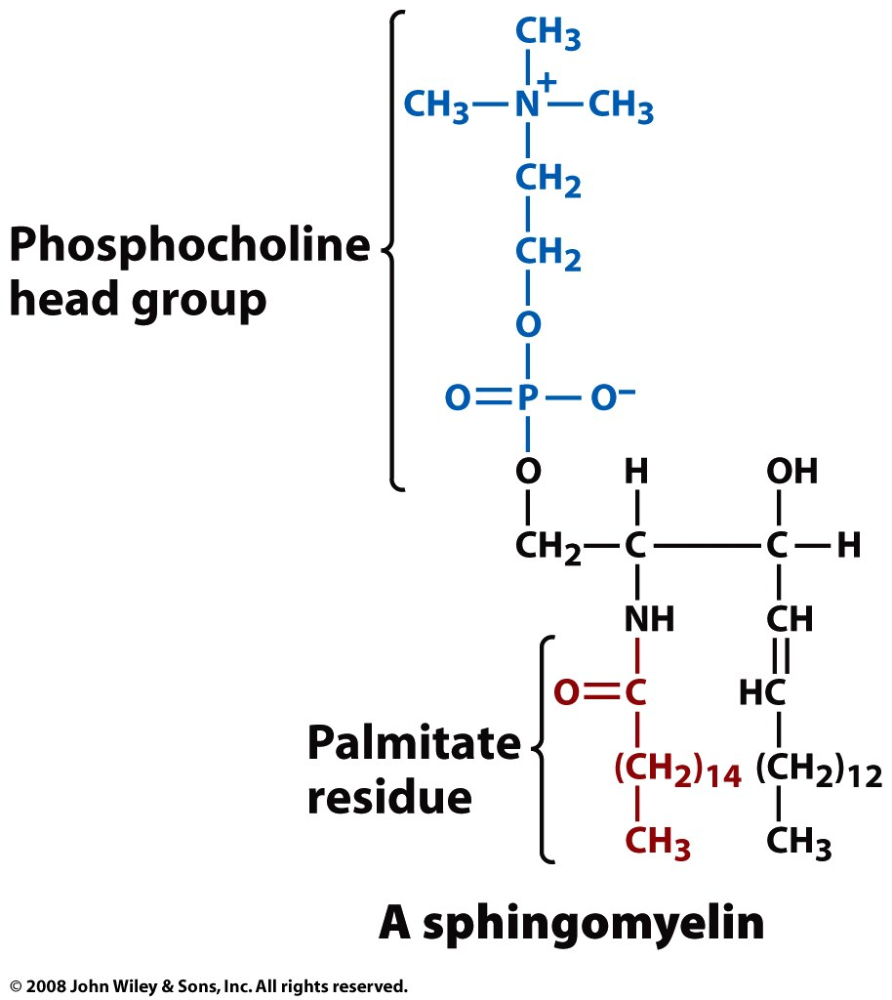 CH₃
CH₃—N⁺—CH₃
CH₂
CH₂
Phosphocholine
head group
O
O=P—O⁻
O H OH
CH₂—C—C—H
NH CH
O=C HC
Palmitate
residue
(CH₂)₁₄ (CH₂)₁₂
CH₃ CH₃
A sphingomyelin
© 2008 John Wiley & Sons, Inc. All rights reserved.